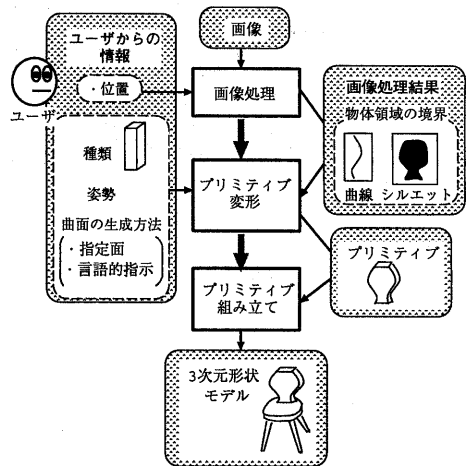 画像
ユーザからの
情報
・位置
ユーザ
画像処理
画像処理結果
物体領域の境界
曲線 シルエット
種類
姿勢
曲面の生成方法
・指定面
・言語的指示
プリミティブ
変形
プリミティブ
プリミティブ
組み立て
3次元形状
モデル